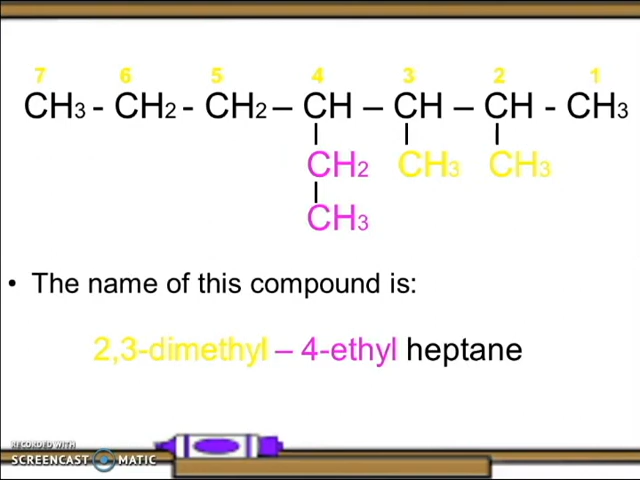 7 6 5 4 3 2 1
CH3 - CH2 - CH2 – CH – CH – CH - CH3
CH2 CH3 CH3
CH3
• The name of this compound is:
2,3-dimethyl – 4-ethyl heptane
RECORDED WITH
SCREENCAST MATIC